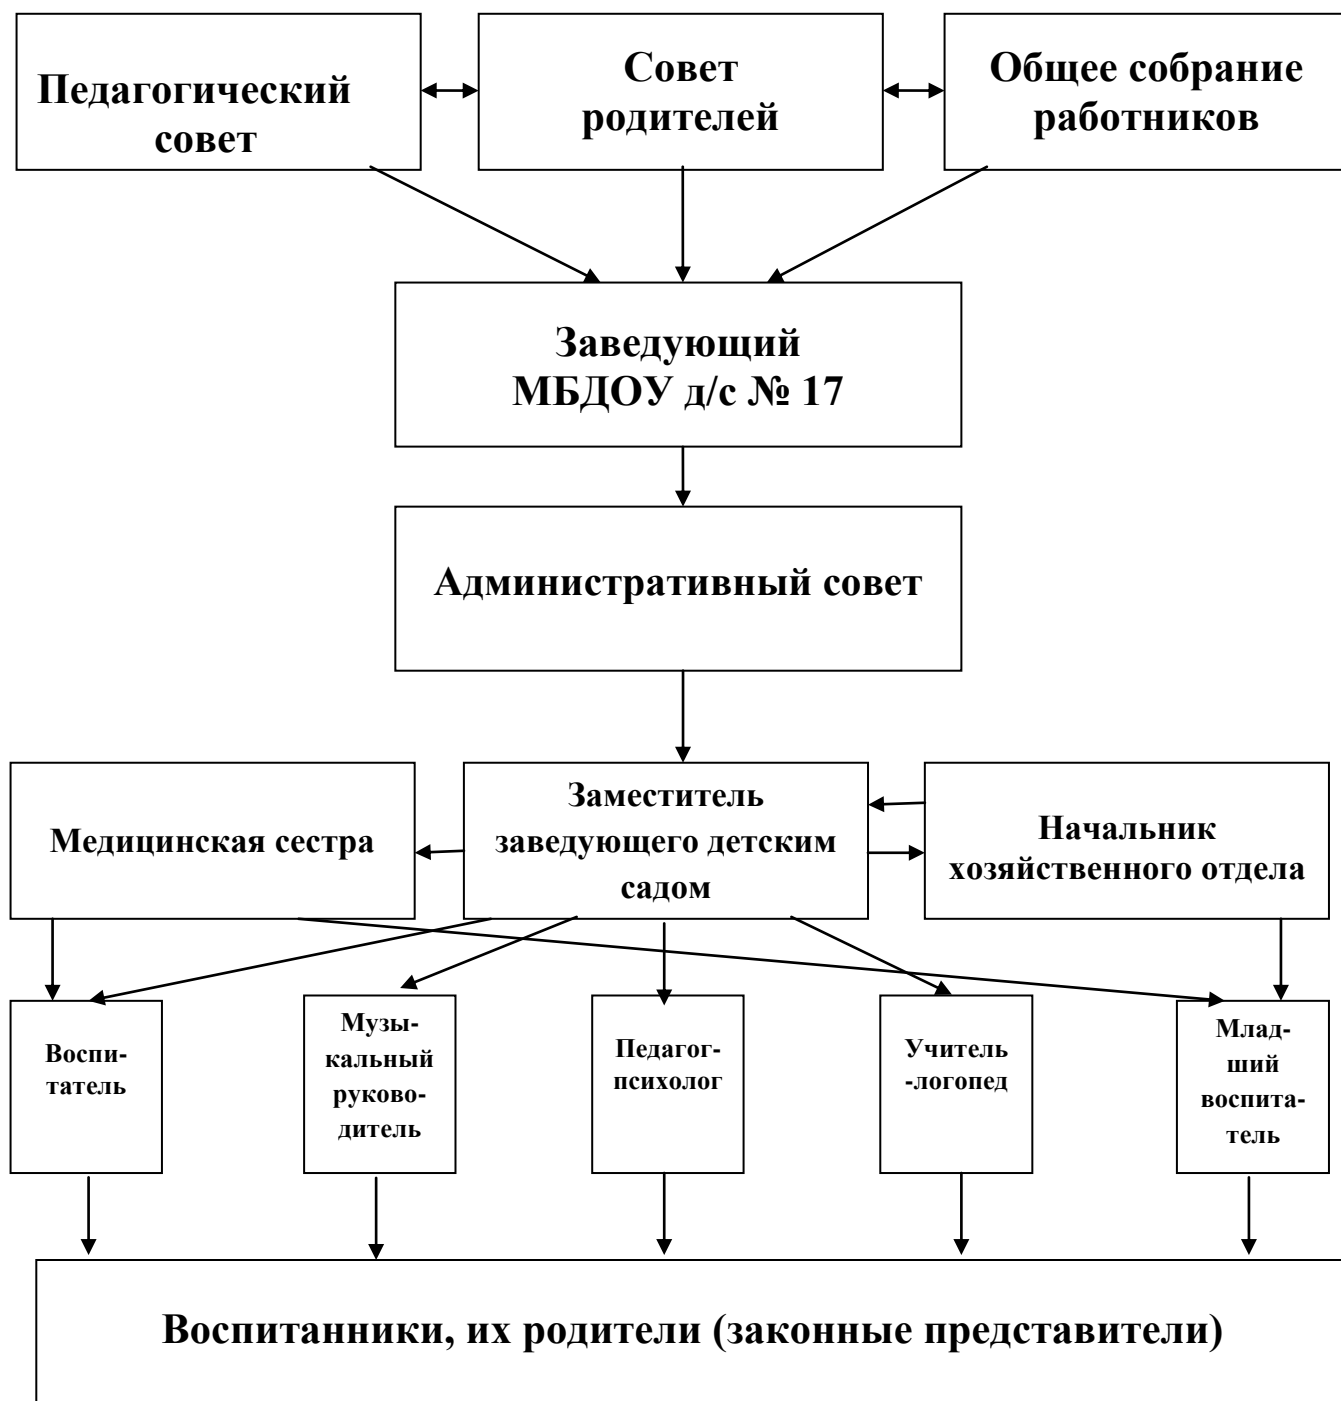 Педагогический
совет
Совет
родителей
Общее собрание
работников
Заведующий
МБДОУ д/с № 17
Административный совет
Медицинская сестра
Заместитель
заведующего детским
садом
Начальник
хозяйственного отдела
Воспи-
татель
Музы-
кальный
руково-
дитель
Педагог-
психолог
Учитель
-логопед
Млад-
ший
воспита-
тель
Воспитанники, их родители (законные представители)